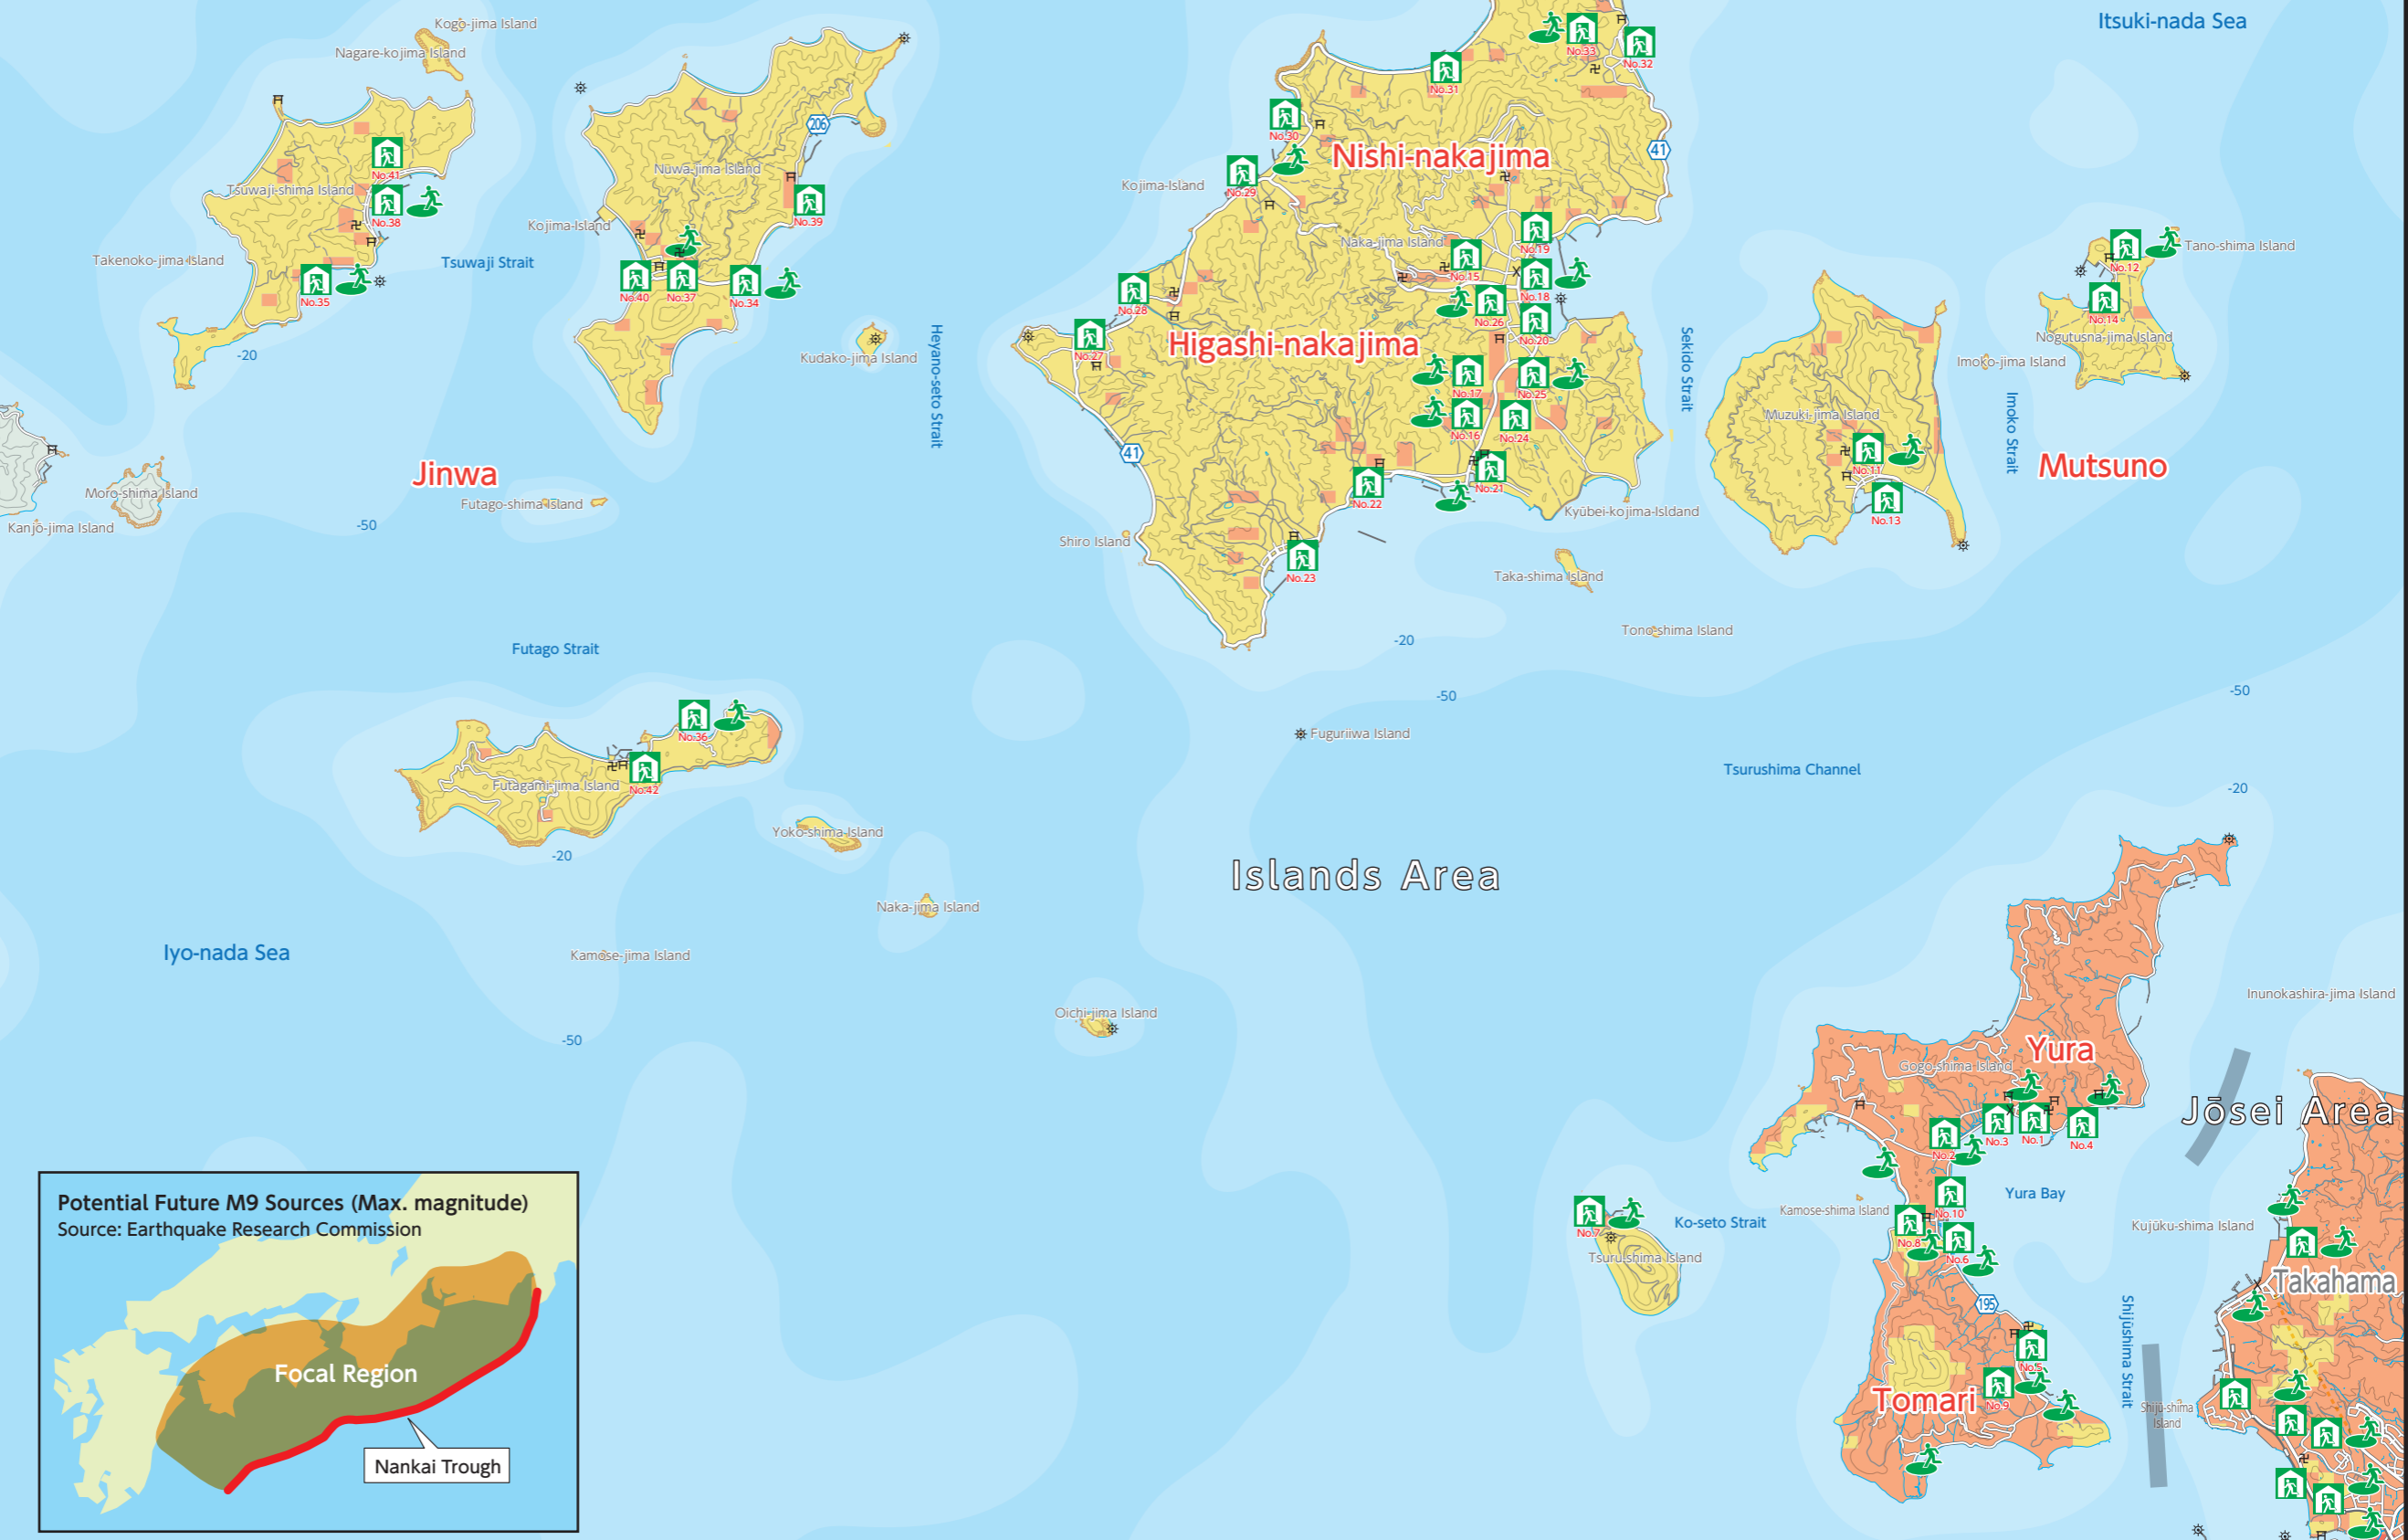 Kogo-jima Island
Nagare-kojima Island
Itsuki-nada Sea
No.33
No.32
No.31
No.30
206
41
Nishi-nakajima
No.41
Tsuwaji-shima Island
No.38
Nuwa-jima Island
Kojima-Island
No.39
Kojima-Island
No.29
Naka-jima Island
No.19
No.15
No.18
Tano-shima Island
No.12
Takenoko-jima Island
Tsuwaji Strait
No.35
No.40
No.37
No.34
No.28
No.26
No.20
No.14
Nogutusna-jima Island
-20
Kudako-jima Island
Heyano-seto Strait
No.27
Higashi-nakajima
Sekido Strait
Imoko-jima Island
No.17
No.25
Imoko Strait
Muzuki-jima Island
No.16
No.24
41
Jinwa
No.11
Mutsuno
Moro-shima Island
Futago-shima Island
No.21
No.22
Kyūbei-kojima-Isldand
No.13
Kanjō-jima Island
-50
Shiro Island
No.23
Taka-shima Island
Futago Strait
-20
Tono-shima Island
-50
-50
No.36
Fuguriiwa Island
Futagami-jima Island
No.42
Tsurushima Channel
-20
Yoko-shima Island
-20
Islands Area
Naka-jima Island
Iyo-nada Sea
Kamose-jima Island
Inunokashira-jima Island
Oichi-jima Island
-50
Yura
Gogo-shima Island
Jōsei Area
No.2
No.3
No.1
No.4
Yura Bay
No.10
Kamose-shima Island
No.7
Ko-seto Strait
No.8
No.6
Kujūku-shima Island
Tsuru-shima Island
Takahama
195
Shijūshima Strait
No.5
Tomari
No.9
Shijū-shima
Island
Potential Future M9 Sources (Max. magnitude)
Source: Earthquake Research Commission
Focal Region
Nankai Trough